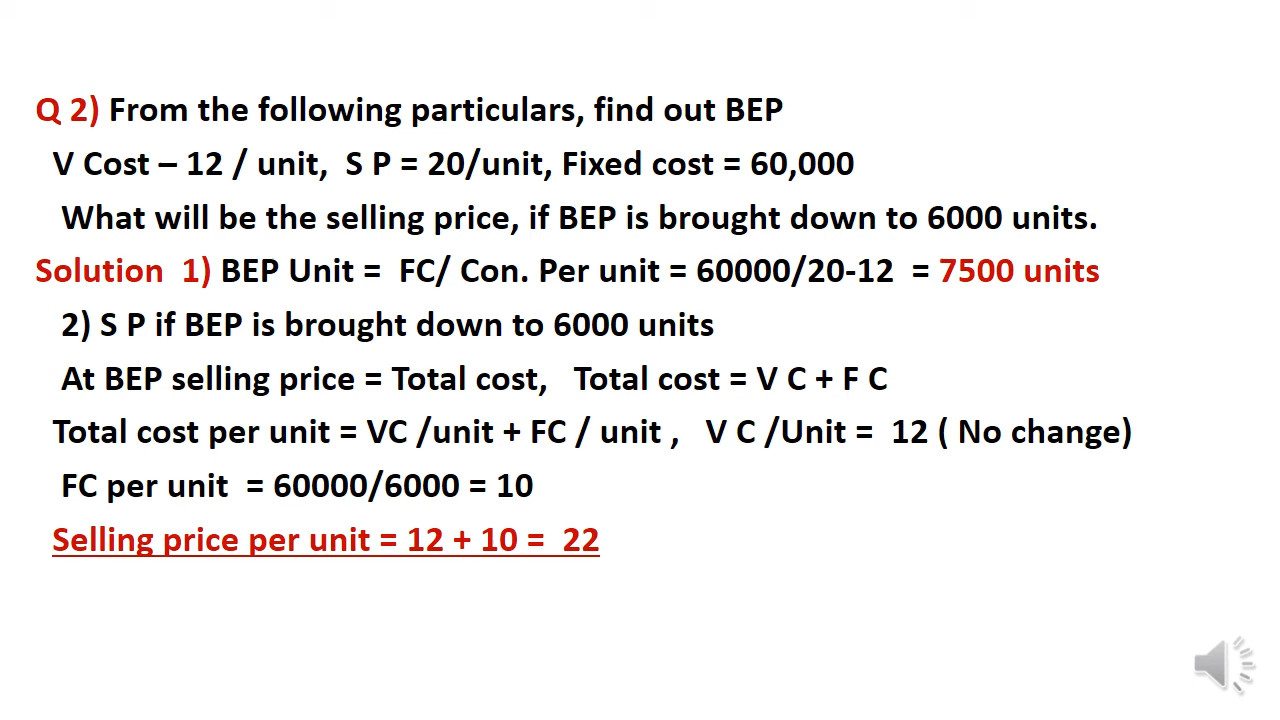 Q 2) From the following particulars, find out BEP
V Cost – 12 / unit, S P = 20/unit, Fixed cost = 60,000
What will be the selling price, if BEP is brought down to 6000 units.
Solution 1) BEP Unit = FC/ Con. Per unit = 60000/20-12 = 7500 units
2) S P if BEP is brought down to 6000 units
At BEP selling price = Total cost, Total cost = V C + F C
Total cost per unit = VC /unit + FC / unit , V C /Unit = 12 ( No change)
FC per unit = 60000/6000 = 10
Selling price per unit = 12 + 10 = 22